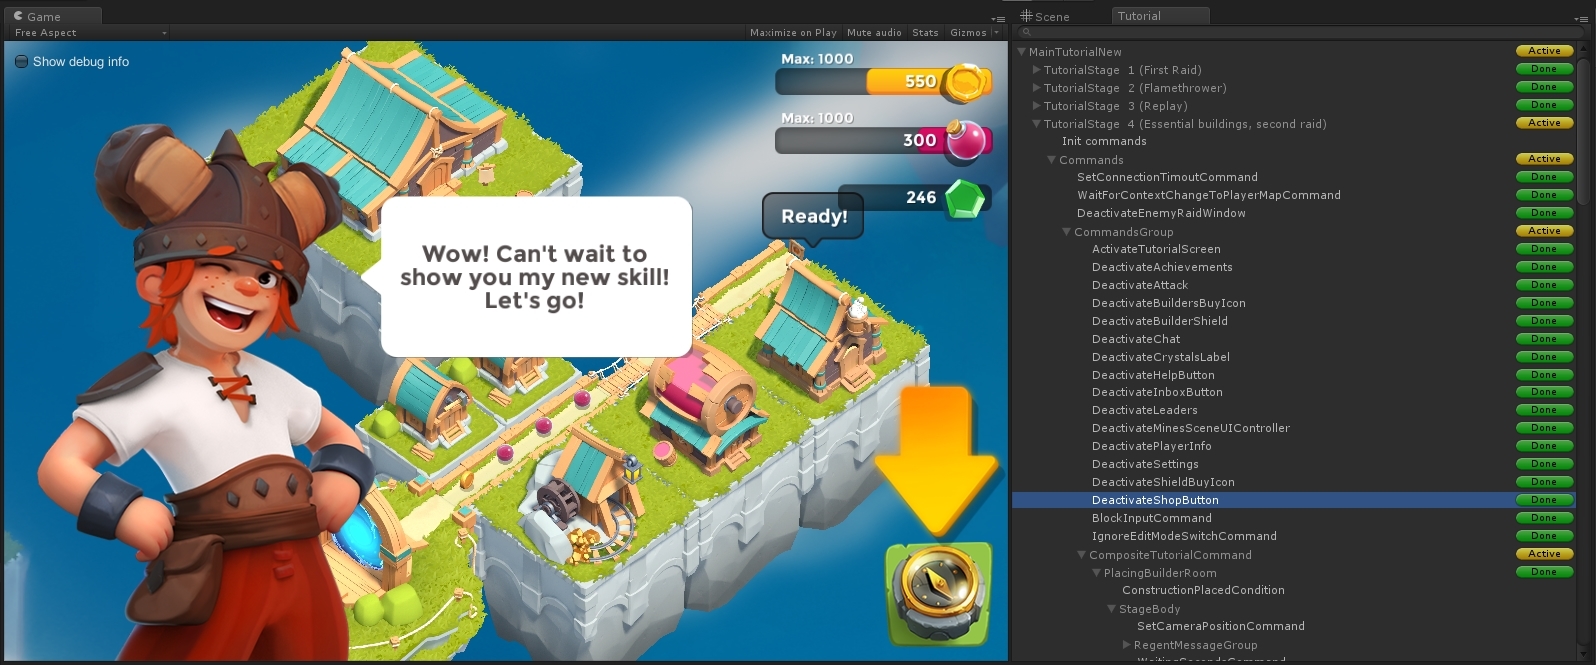 Game
Free Aspect
Maximize on Play
Mute audio
Stats
Gizmos
Show debug info
Max: 1000
550
Max: 1000
300
246
Ready!
Wow! Can't wait to
show you my new skill!
Let's go!
Scene
Tutorial
MainTutorialNew Active
TutorialStage 1 (First Raid) Done
TutorialStage 2 (Flamethrower) Done
TutorialStage 3 (Replay) Done
TutorialStage 4 (Essential buildings, second raid) Active
Init commands
Commands Active
SetConnectionTimoutCommand Done
WaitForContextChangeToPlayerMapCommand Done
DeactivateEnemyRaidWindow Done
CommandsGroup Active
ActivateTutorialScreen Done
DeactivateAchievements Done
DeactivateAttack Done
DeactivateBuildersBuyIcon Done
DeactivateBuilderShield Done
DeactivateChat Done
DeactivateCrystalsLabel Done
DeactivateHelpButton Done
DeactivateInboxButton Done
DeactivateLeaders Done
DeactivateMinesSceneUIController Done
DeactivatePlayerInfo Done
DeactivateSettings Done
DeactivateShieldBuyIcon Done
DeactivateShopButton Done
BlockInputCommand Done
IgnoreEditModeSwitchCommand Done
CompositeTutorialCommand Active
PlacingBuilderRoom Done
ConstructionPlacedCondition
StageBody
SetCameraPositionCommand
RegentMessageGroup